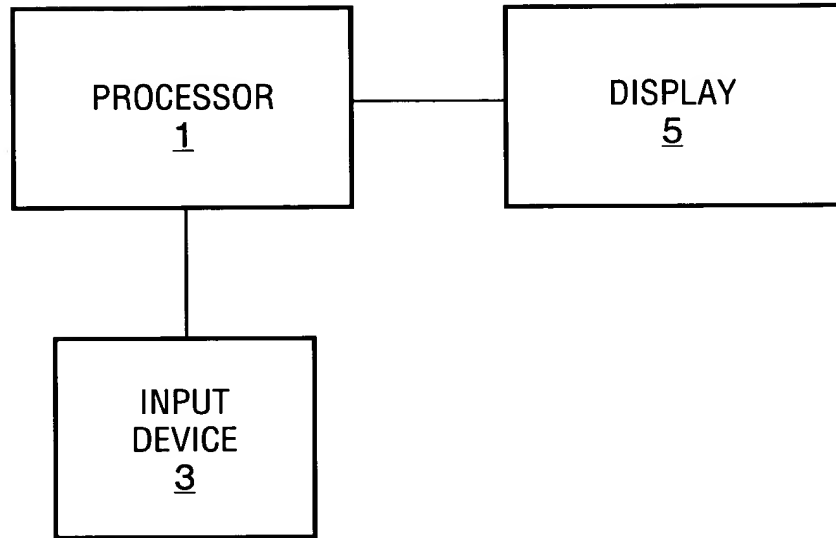 PROCESSOR
1
DISPLAY
5
INPUT
DEVICE
3